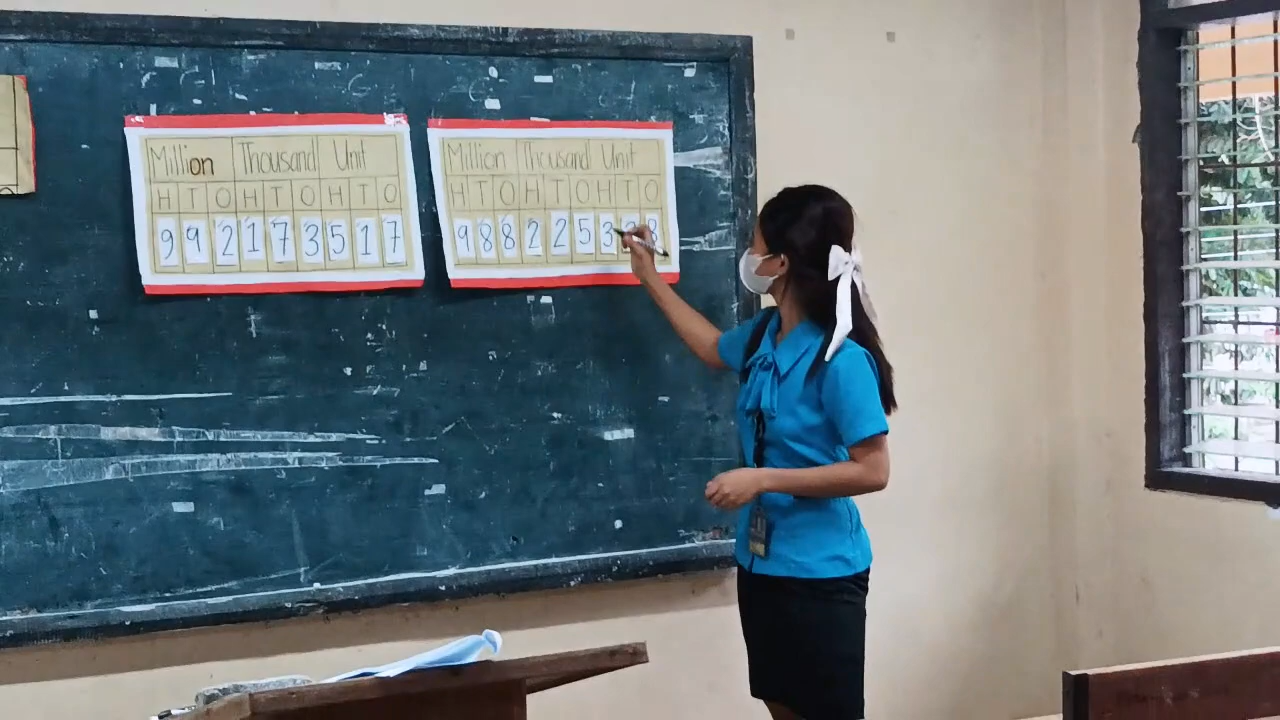 Million Thousand Unit
H T O H T O H T O
9 9 2 1 7 3 5 1 7
Million Thousand Unit
H T O H T O H T O
9 8 8 2 2 5 3 8